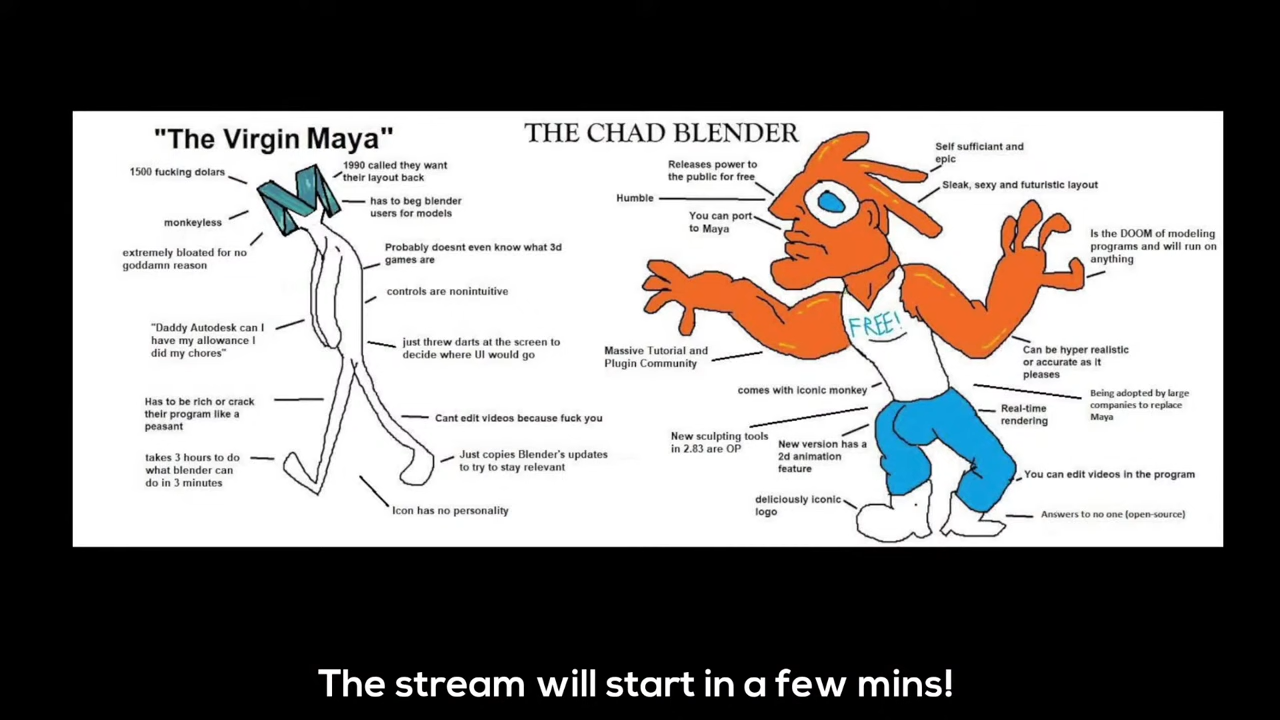 "The Virgin Maya"
1500 fucking dolars
1990 called they want
their layout back
monkeyless
has to beg blender
users for models
extremely bloated for no
goddamn reason
Probably doesnt even know what 3d
games are
controls are nonintuitive
"Daddy Autodesk can I
have my allowance I
did my chores"
just threw darts at the screen to
decide where UI would go
Has to be rich or crack
their program like a
peasant
Cant edit videos because fuck you
takes 3 hours to do
what blender can
do in 3 minutes
Just copies Blender's updates
to try to stay relevant
Icon has no personality
THE CHAD BLENDER
Releases power to
the public for free
Self sufficiant and
epic
Humble
Sleak, sexy and futuristic layout
You can port
to Maya
Is the DOOM of modeling
programs and will run on
anything
FREE!
Massive Tutorial and
Plugin Community
Can be hyper realistic
or accurate as it
pleases
comes with iconic monkey
Being adopted by large
companies to replace
Maya
Real-time
rendering
New sculpting tools
in 2.83 are OP
New version has a
2d animation
feature
You can edit videos in the program
deliciously iconic
logo
Answers to no one (open-source)
The stream will start in a few mins!